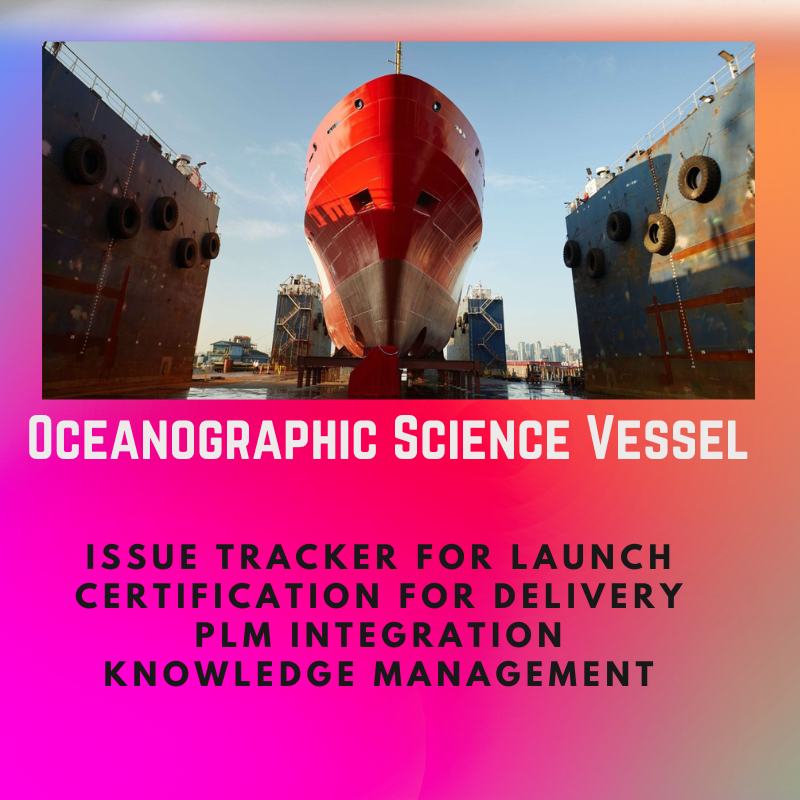 Oceanographic Science Vessel
ISSUE TRACKER FOR LAUNCH
CERTIFICATION FOR DELIVERY
PLM INTEGRATION
KNOWLEDGE MANAGEMENT